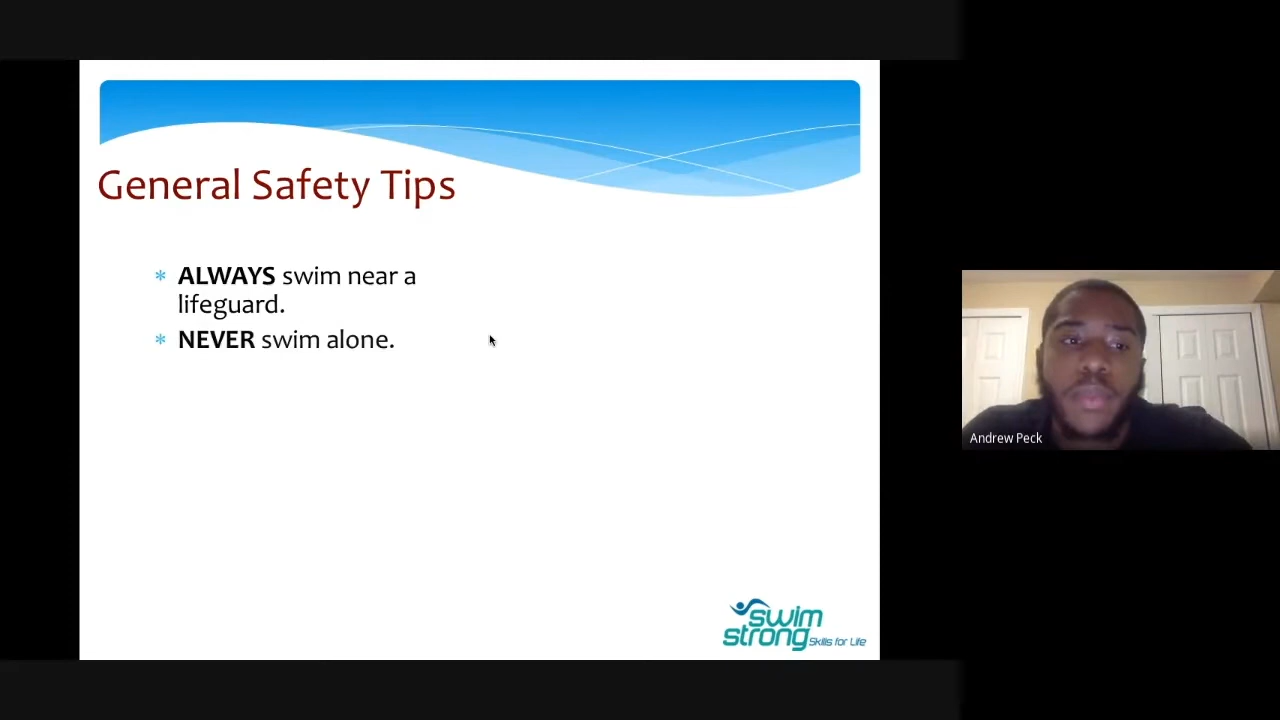 General Safety Tips
* ALWAYS swim near a
lifeguard.
* NEVER swim alone.
swim
strong Skills for Life
Andrew Peck